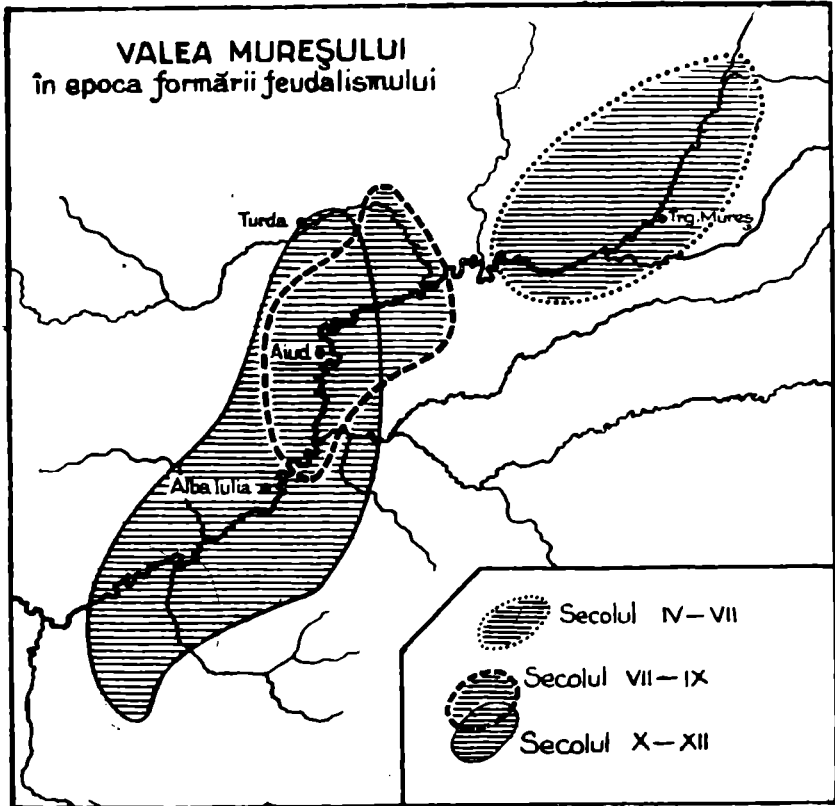 VALEA MUREŞULUI
în epoca formării feudalismului
Turda
Trg. Mureş
Aiud
Alba Iulia
Secolul IV–VII
Secolul VII–IX
Secolul X–XII